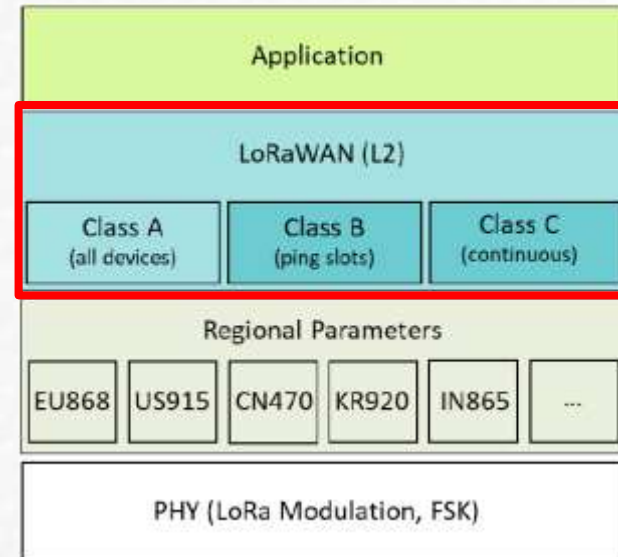 Application
LoRaWAN (L2)
Class A
(all devices)
Class B
(ping slots)
Class C
(continuous)
Regional Parameters
EU868 US915 CN470 KR920 IN865 ...
PHY (LoRa Modulation, FSK)